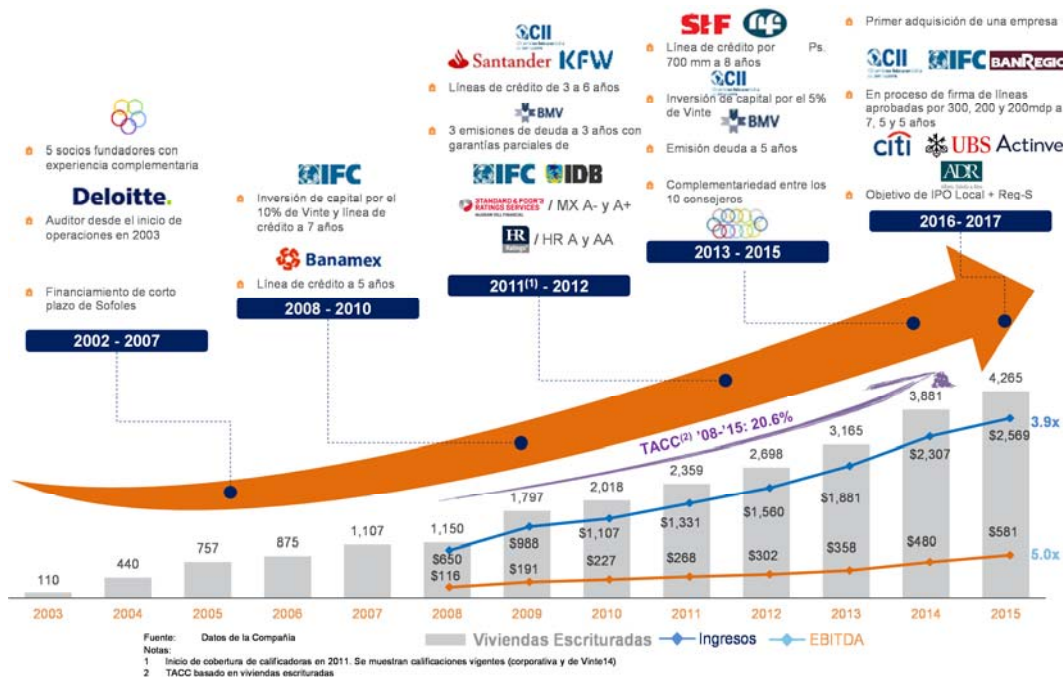 5 socios fundadores con
experiencia complementaria
Deloitte.
Auditor desde el inicio de
operaciones en 2003
Financiamiento de corto
plazo de Sofoles
2002 - 2007
IFC
Inversión de capital por el
10% de Vinte y línea de
crédito a 7 años
Banamex
Línea de crédito a 5 años
2008 - 2010
CII
Santander KFW
Líneas de crédito de 3 a 6 años
BMV
3 emisiones de deuda a 3 años con
garantías parciales de
IFC IDB
STANDARD & POOR'S
RATINGS SERVICES
McGRAW HILL FINANCIAL
/ MX A- y A+
HR
Ratings
/ HR A y AA
2011(1) - 2012
SHF
Línea de crédito por Ps.
700 mm a 8 años
CII
Inversión de capital por el 5%
de Vinte
BMV
Emisión deuda a 5 años
Complementariedad entre los
10 consejeros
2013 - 2015
Primer adquisición de una empresa
CII IFC BANREGIO
En proceso de firma de líneas
aprobadas por 300, 200 y 200mdp a
7, 5 y 5 años
citi UBS Actinve
ADR
Objetivo de IPO Local + Reg-S
2016- 2017
TACC(2) '08-'15: 20.6%
110
440
757
875
1,107
1,150
1,797
2,018
2,359
2,698
3,165
3,881
4,265
$650
$988
$1,107
$1,331
$1,560
$1,881
$2,307
$2,569
3.9x
$116
$191
$227
$268
$302
$358
$480
$581
5.0x
2003 2004 2005 2006 2007 2008 2009 2010 2011 2012 2013 2014 2015
Viviendas Escrituradas Ingresos EBITDA
Fuente: Datos de la Compañia
Notas:
1 Inicio de cobertura de calificadoras en 2011. Se muestran calificaciones vigentes (corporativa y de Vinte14)
2 TACC basado en viviendas escrituradas